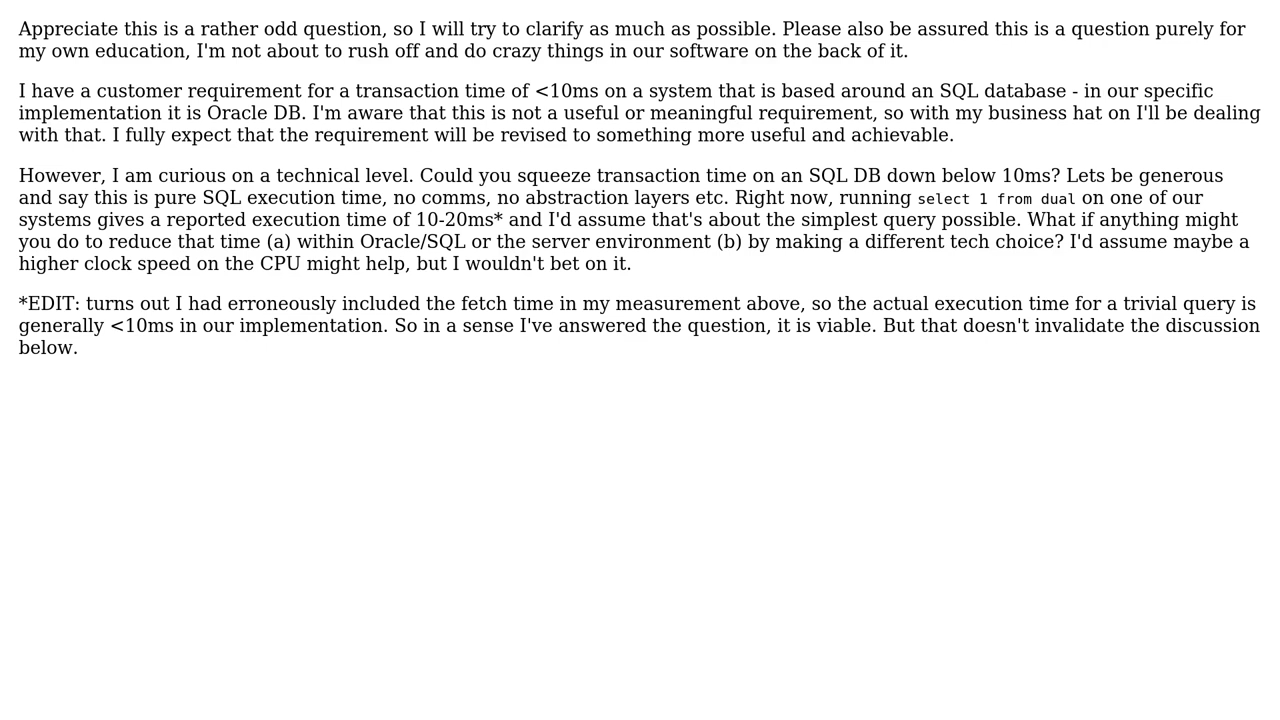 Appreciate this is a rather odd question, so I will try to clarify as much as possible. Please also be assured this is a question purely for
my own education, I'm not about to rush off and do crazy things in our software on the back of it.
I have a customer requirement for a transaction time of <10ms on a system that is based around an SQL database - in our specific
implementation it is Oracle DB. I'm aware that this is not a useful or meaningful requirement, so with my business hat on I'll be dealing
with that. I fully expect that the requirement will be revised to something more useful and achievable.
However, I am curious on a technical level. Could you squeeze transaction time on an SQL DB down below 10ms? Lets be generous
and say this is pure SQL execution time, no comms, no abstraction layers etc. Right now, running select 1 from dual on one of our
systems gives a reported execution time of 10-20ms* and I'd assume that's about the simplest query possible. What if anything might
you do to reduce that time (a) within Oracle/SQL or the server environment (b) by making a different tech choice? I'd assume maybe a
higher clock speed on the CPU might help, but I wouldn't bet on it.
*EDIT: turns out I had erroneously included the fetch time in my measurement above, so the actual execution time for a trivial query is
generally <10ms in our implementation. So in a sense I've answered the question, it is viable. But that doesn't invalidate the discussion
below.